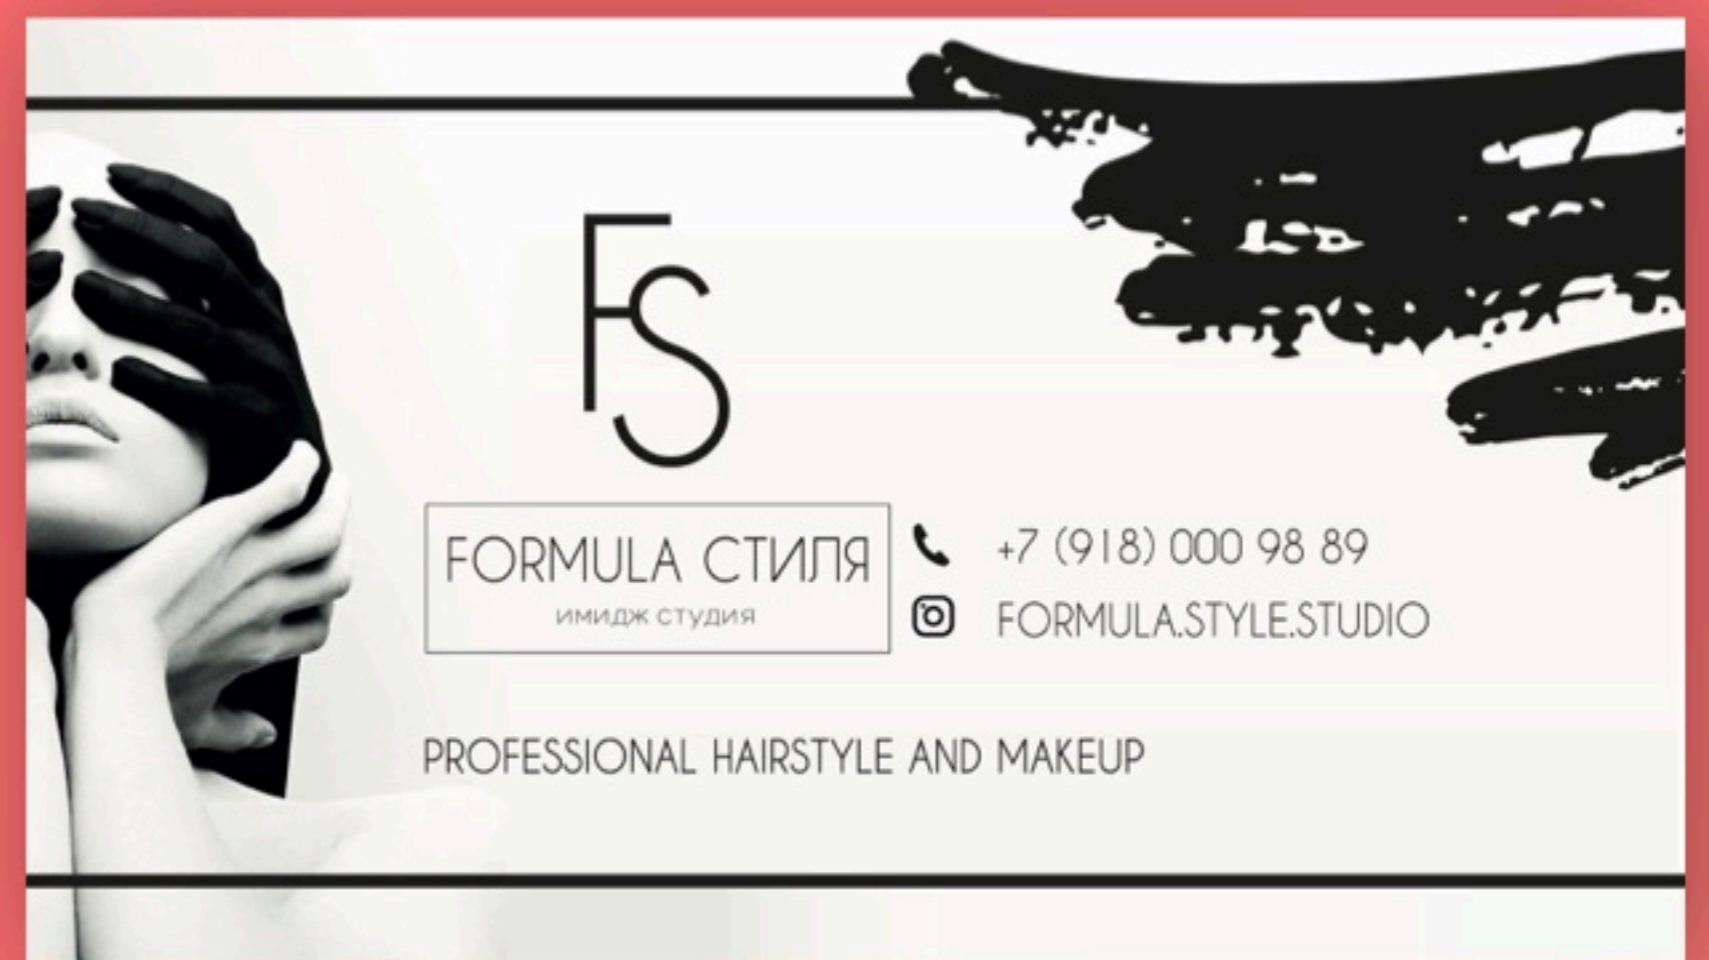 FS
FORMULA СТИЛЯ
имидж студия
+7 (918) 000 98 89
FORMULA.STYLE.STUDIO
PROFESSIONAL HAIRSTYLE AND MAKEUP